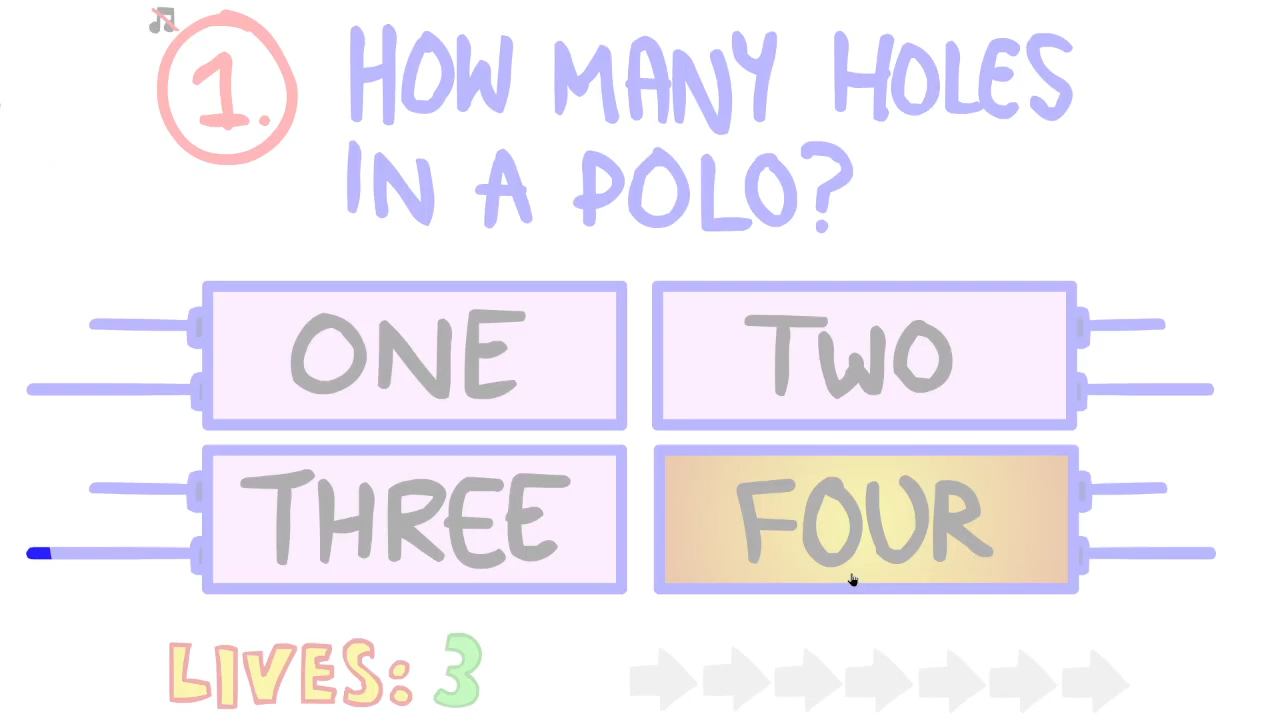 1.
HOW MANY HOLES
IN A POLO?
ONE
TWO
THREE
FOUR
LIVES: 3